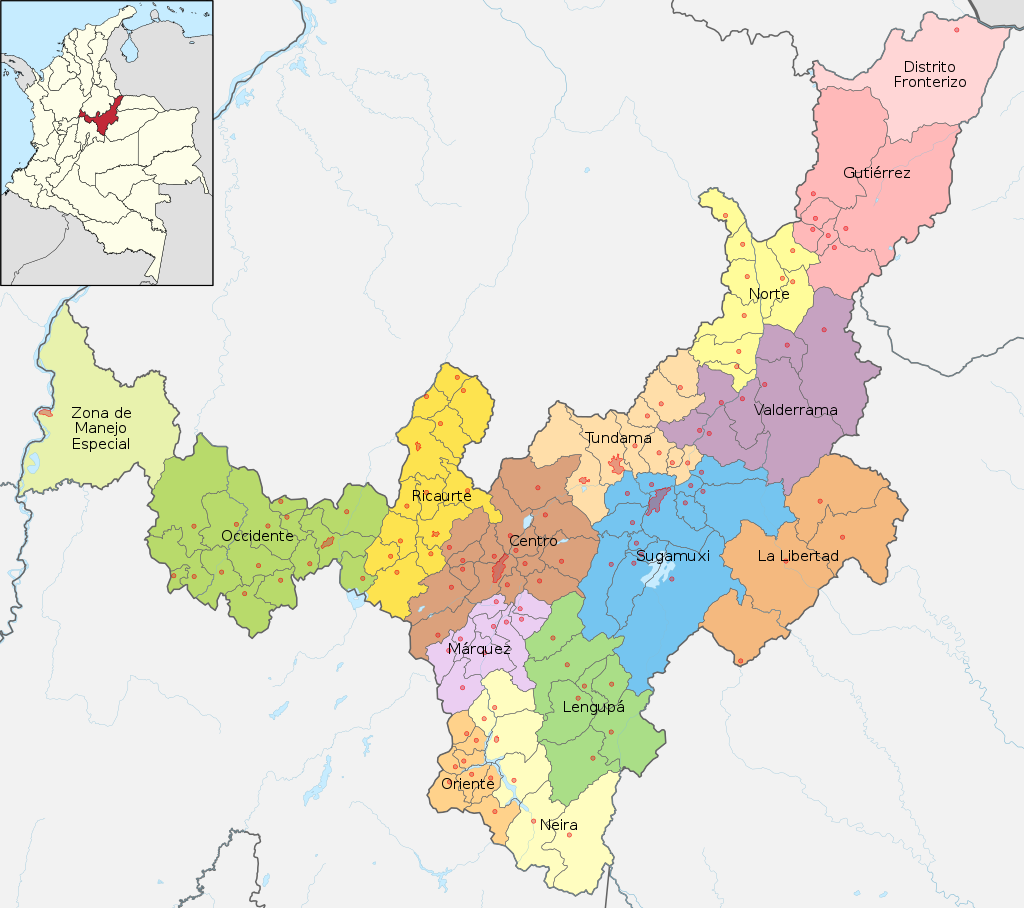 Distrito
Fronterizo
Gutiérrez
Norte
Zona de
Manejo
Especial
Valderrama
Tundama
Ricaurte
Occidente
Centro
Sugamuxi
La Libertad
Márquez
Lengupá
Oriente
Neira